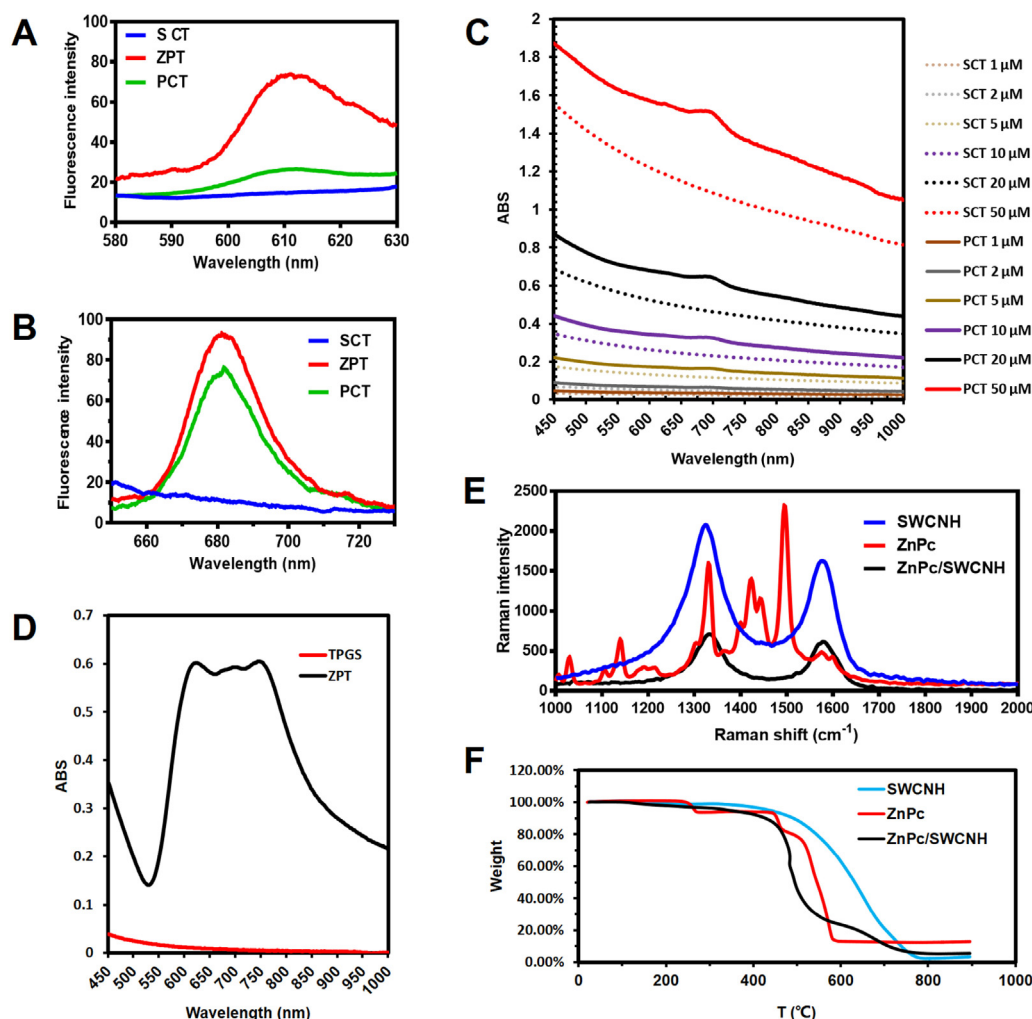 A
100
80
60
40
20
0
580
590
600
610
620
630
Fluorescence intensity
Wavelength (nm)
S CT
ZPT
PCT
B
100
80
60
40
20
0
660
680
700
720
Fluorescence intensity
Wavelength (nm)
SCT
ZPT
PCT
C
2
1.8
1.6
1.4
1.2
1
0.8
0.6
0.4
0.2
0
450
500
550
600
650
700
750
800
850
900
950
1000
ABS
Wavelength (nm)
SCT 1 μM
SCT 2 μM
SCT 5 μM
SCT 10 μM
SCT 20 μM
SCT 50 μM
PCT 1 μM
PCT 2 μM
PCT 5 μM
PCT 10 μM
PCT 20 μM
PCT 50 μM
D
0.7
0.6
0.5
0.4
0.3
0.2
0.1
0
450
500
550
600
650
700
750
800
850
900
950
1000
ABS
Wavelength (nm)
TPGS
ZPT
E
2500
2000
1500
1000
500
0
1000
1100
1200
1300
1400
1500
1600
1700
1800
1900
2000
Raman intensity
Raman shift (cm⁻¹)
SWCNH
ZnPc
ZnPc/SWCNH
F
120.00%
100.00%
80.00%
60.00%
40.00%
20.00%
0.00%
0
200
400
600
800
1000
Weight
T (℃)
SWCNH
ZnPc
ZnPc/SWCNH